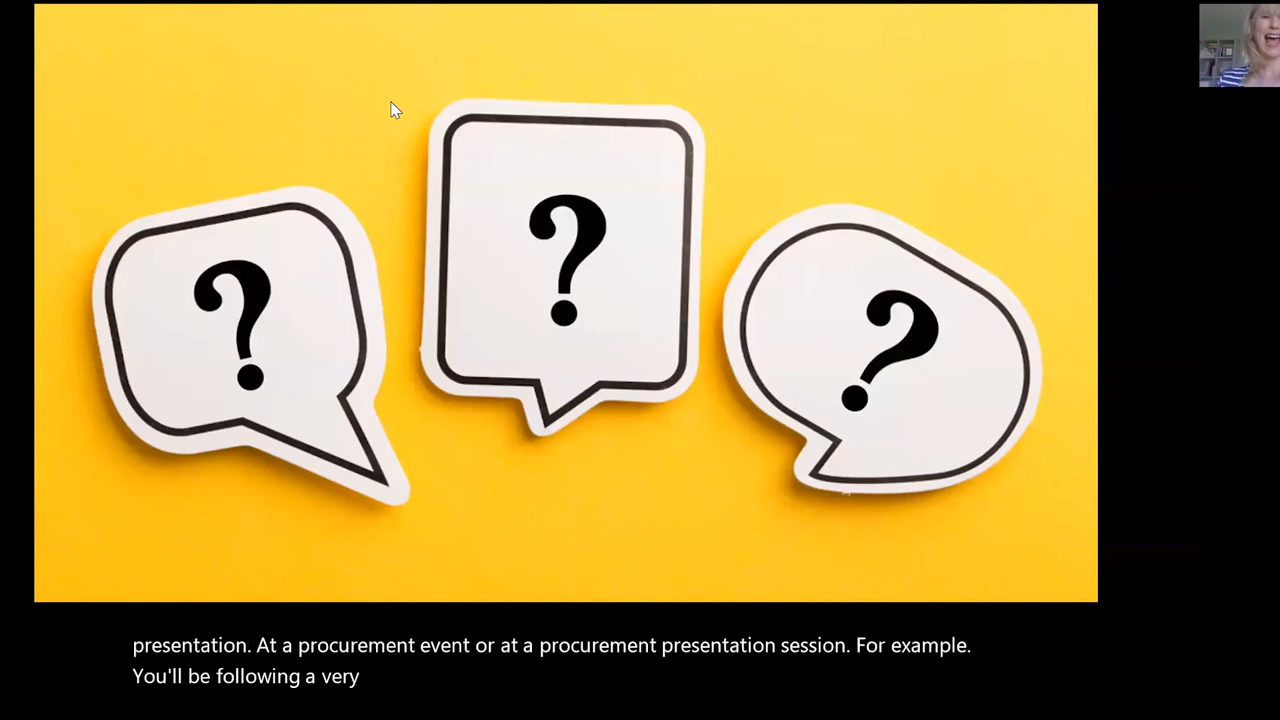 ? ? ?
presentation. At a procurement event or at a procurement presentation session. For example.
You'll be following a very